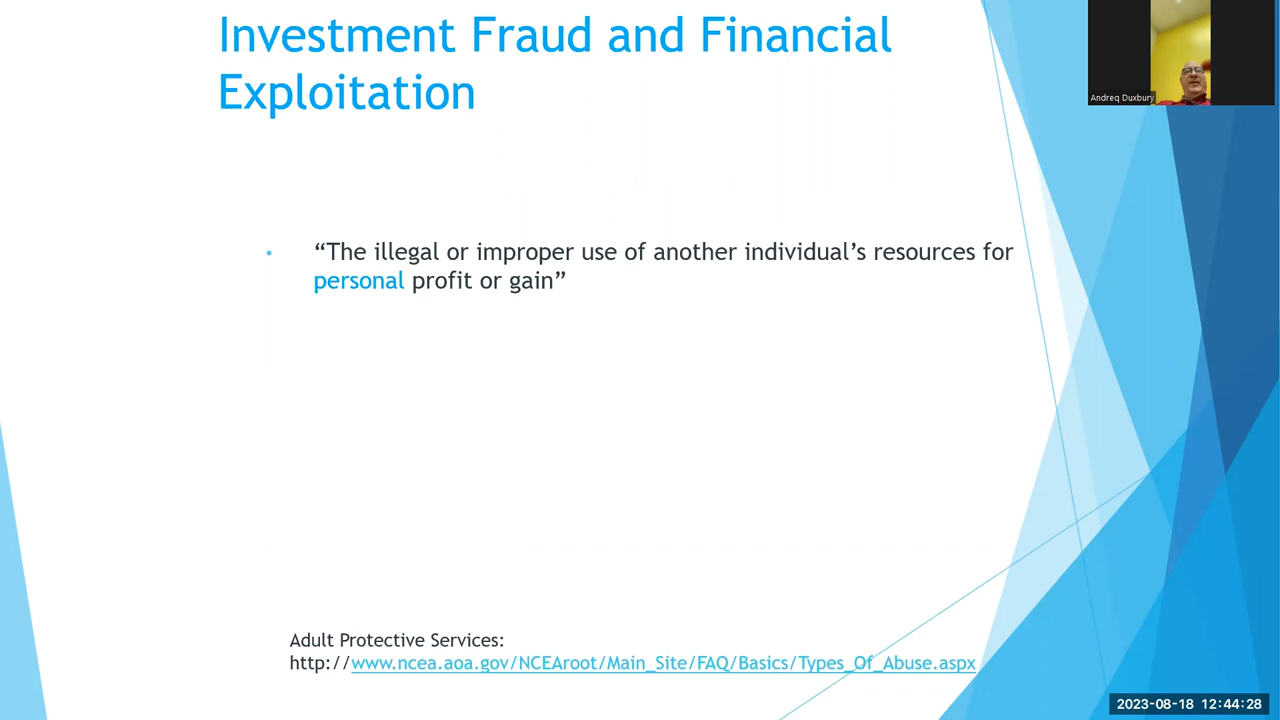 Investment Fraud and Financial
Exploitation
Andreq Duxbury
• “The illegal or improper use of another individual’s resources for
personal profit or gain”
Adult Protective Services:
http://www.ncea.aoa.gov/NCEAroot/Main_Site/FAQ/Basics/Types_Of_Abuse.aspx
2023-08-18 12:44:28